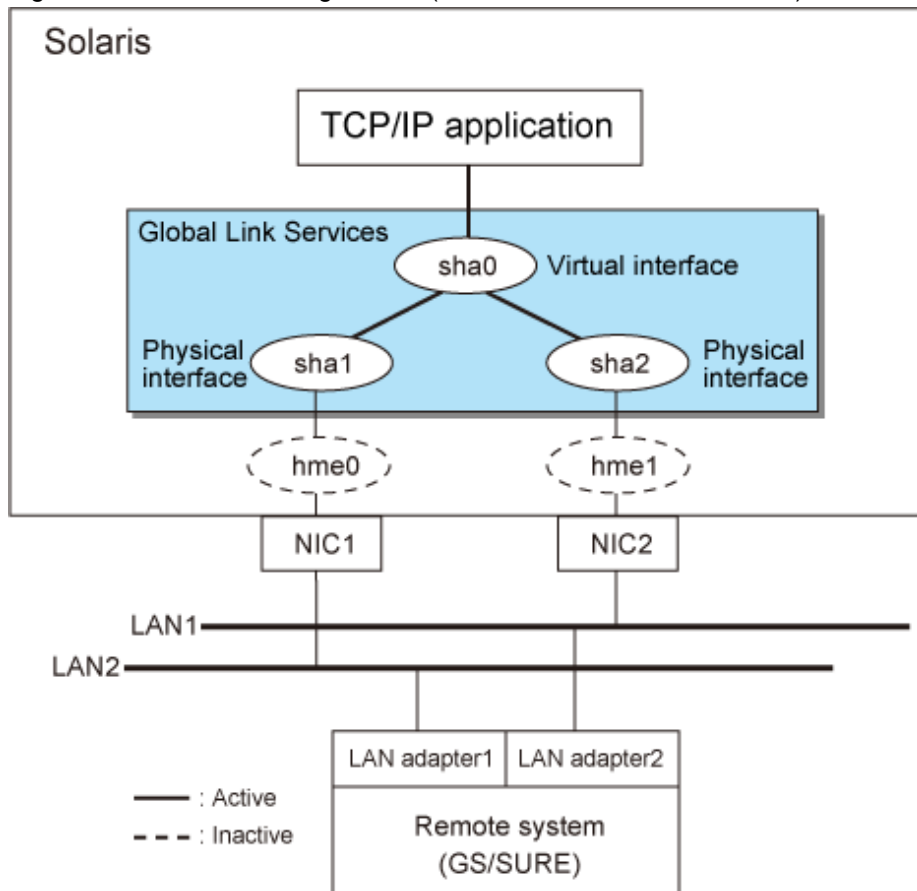 Solaris
TCP/IP application
Global Link Services
sha0
Virtual interface
Physical
interface
sha1
sha2
Physical
interface
hme0
hme1
NIC1
NIC2
LAN1
LAN2
LAN adapter1
LAN adapter2
: Active
: Inactive
Remote system
(GS/SURE)